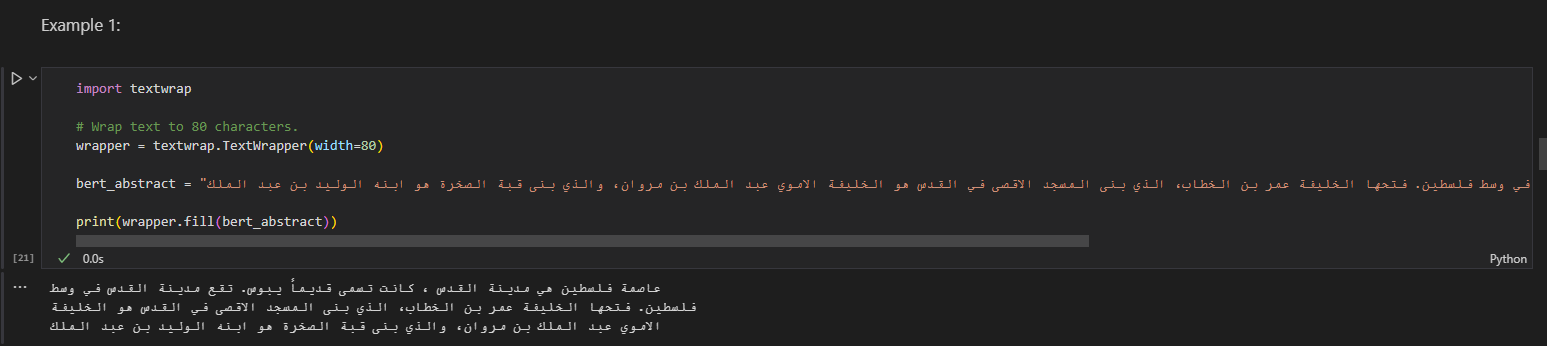 Example 1:
import textwrap
# Wrap text to 80 characters.
wrapper = textwrap.TextWrapper(width=80)
bert_abstract = "في وسط فلسطين. فتحها الخليفة عمر بن الخطاب، الذي بنى المسجد الاقصى في القدس هو الخليفة الاموي عبد الملك بن مروان، والذي بنى قبة الصخرة هو ابنه الوليد بن عبد الملك
print(wrapper.fill(bert_abstract))
[21] 0.0s Python
عاصمة فلسطين هي مدينة القدس ، كانت تسمى قديماً يبوس. تقع مدينة القدس في وسط
فلسطين. فتحها الخليفة عمر بن الخطاب، الذي بنى المسجد الاقصى في القدس هو الخليفة
الاموي عبد الملك بن مروان، والذي بنى قبة الصخرة هو ابنه الوليد بن عبد الملك